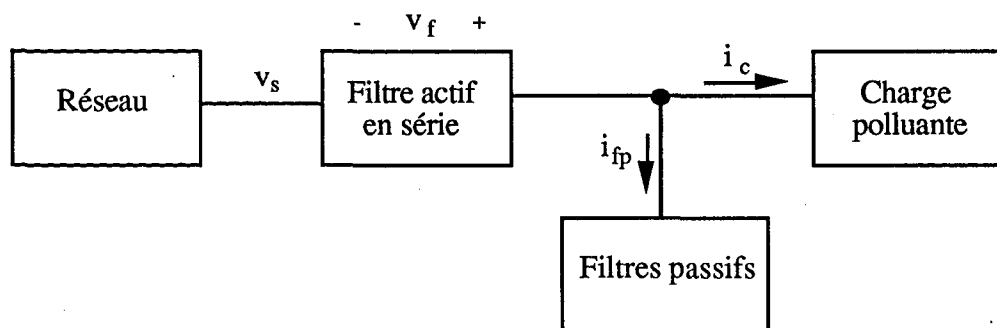 - v_f +
Réseau
v_s
Filtre actif
en série
i_c
Charge
polluante
i_fp
Filtres passifs